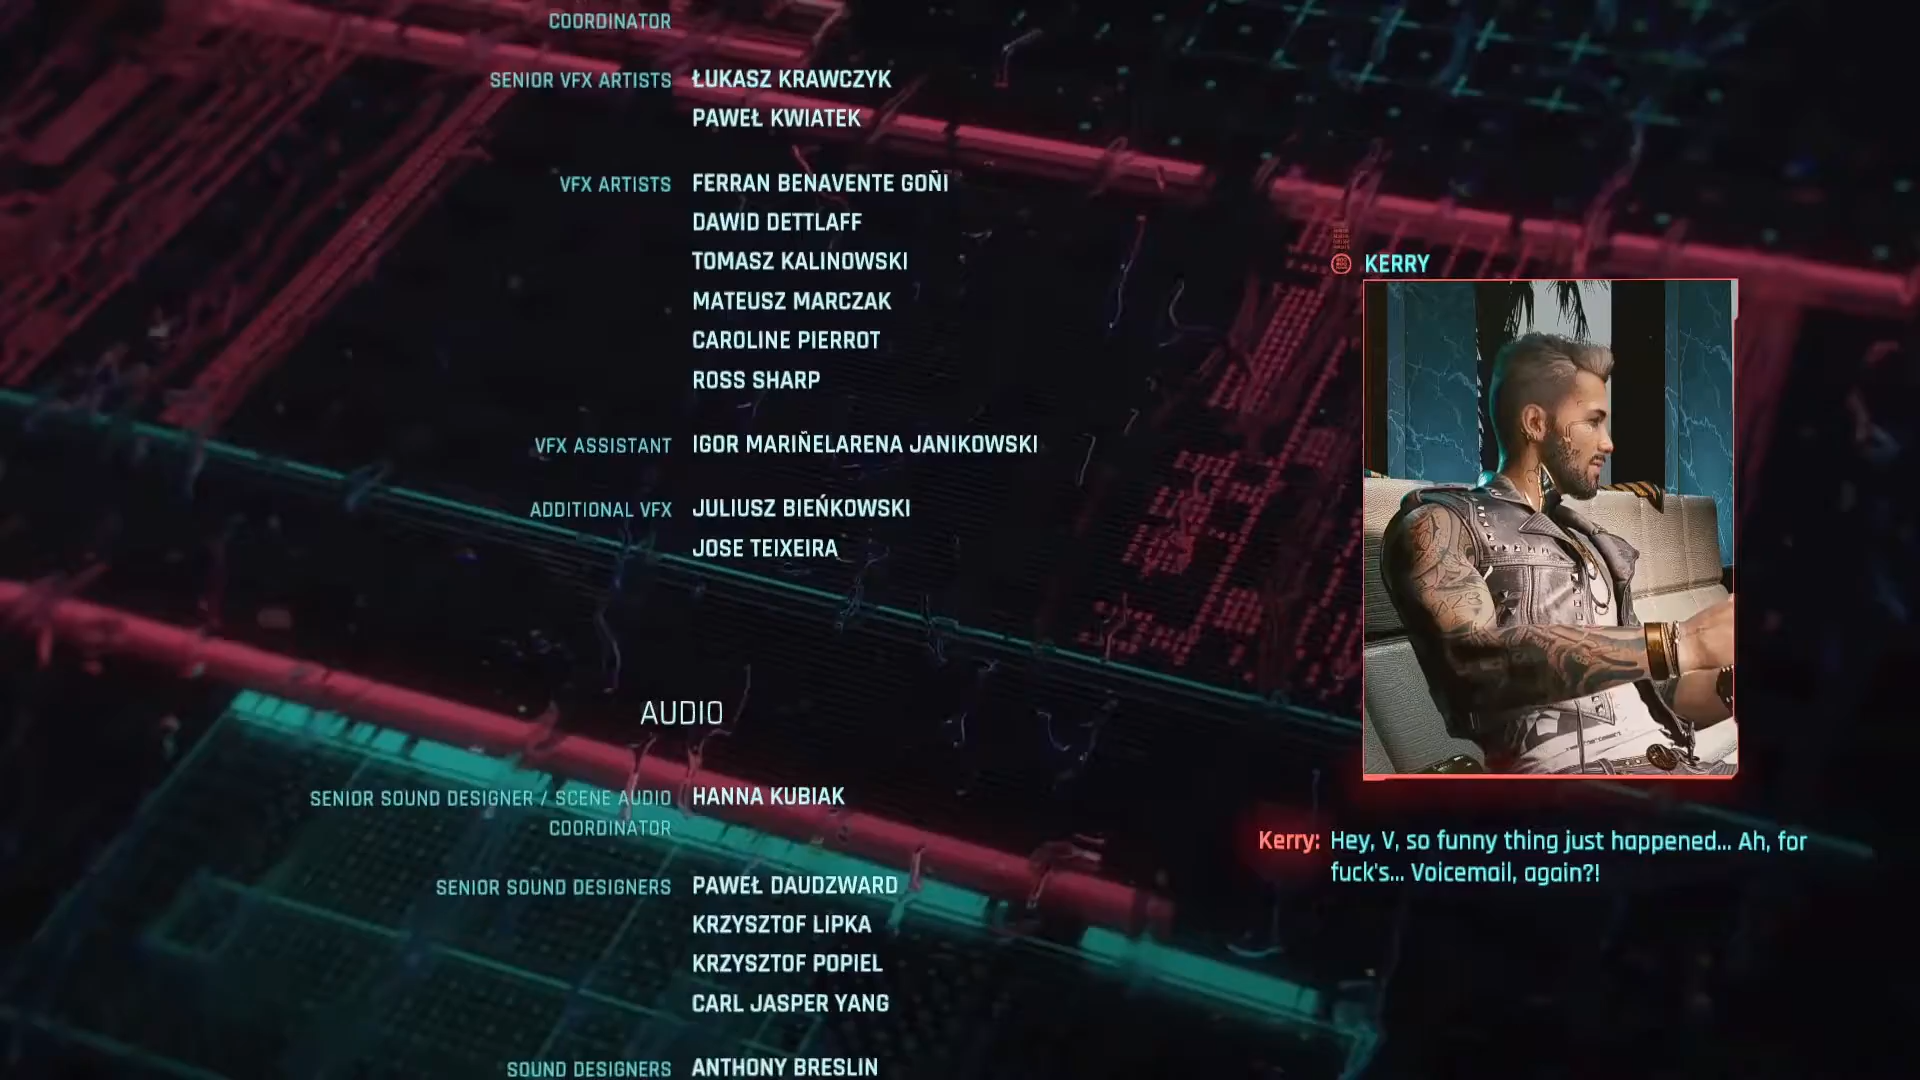 COORDINATOR
SENIOR VFX ARTISTS ŁUKASZ KRAWCZYK
PAWEŁ KWIATEK
VFX ARTISTS FERRAN BENAVENTE GOÑI
DAWID DETTLAFF
TOMASZ KALINOWSKI
MATEUSZ MARCZAK
CAROLINE PIERROT
ROSS SHARP
VFX ASSISTANT IGOR MARIÑELARENA JANIKOWSKI
ADDITIONAL VFX JULIUSZ BIEŃKOWSKI
JOSE TEIXEIRA
AUDIO
SENIOR SOUND DESIGNER / SCENE AUDIO HANNA KUBIAK
COORDINATOR
SENIOR SOUND DESIGNERS PAWEŁ DAUDZWARD
KRZYSZTOF LIPKA
KRZYSZTOF POPIEL
CARL JASPER YANG
SOUND DESIGNERS ANTHONY BRESLIN
KERRY
Kerry: Hey, V, so funny thing just happened... Ah, for
fuck's... Voicemail, again?!